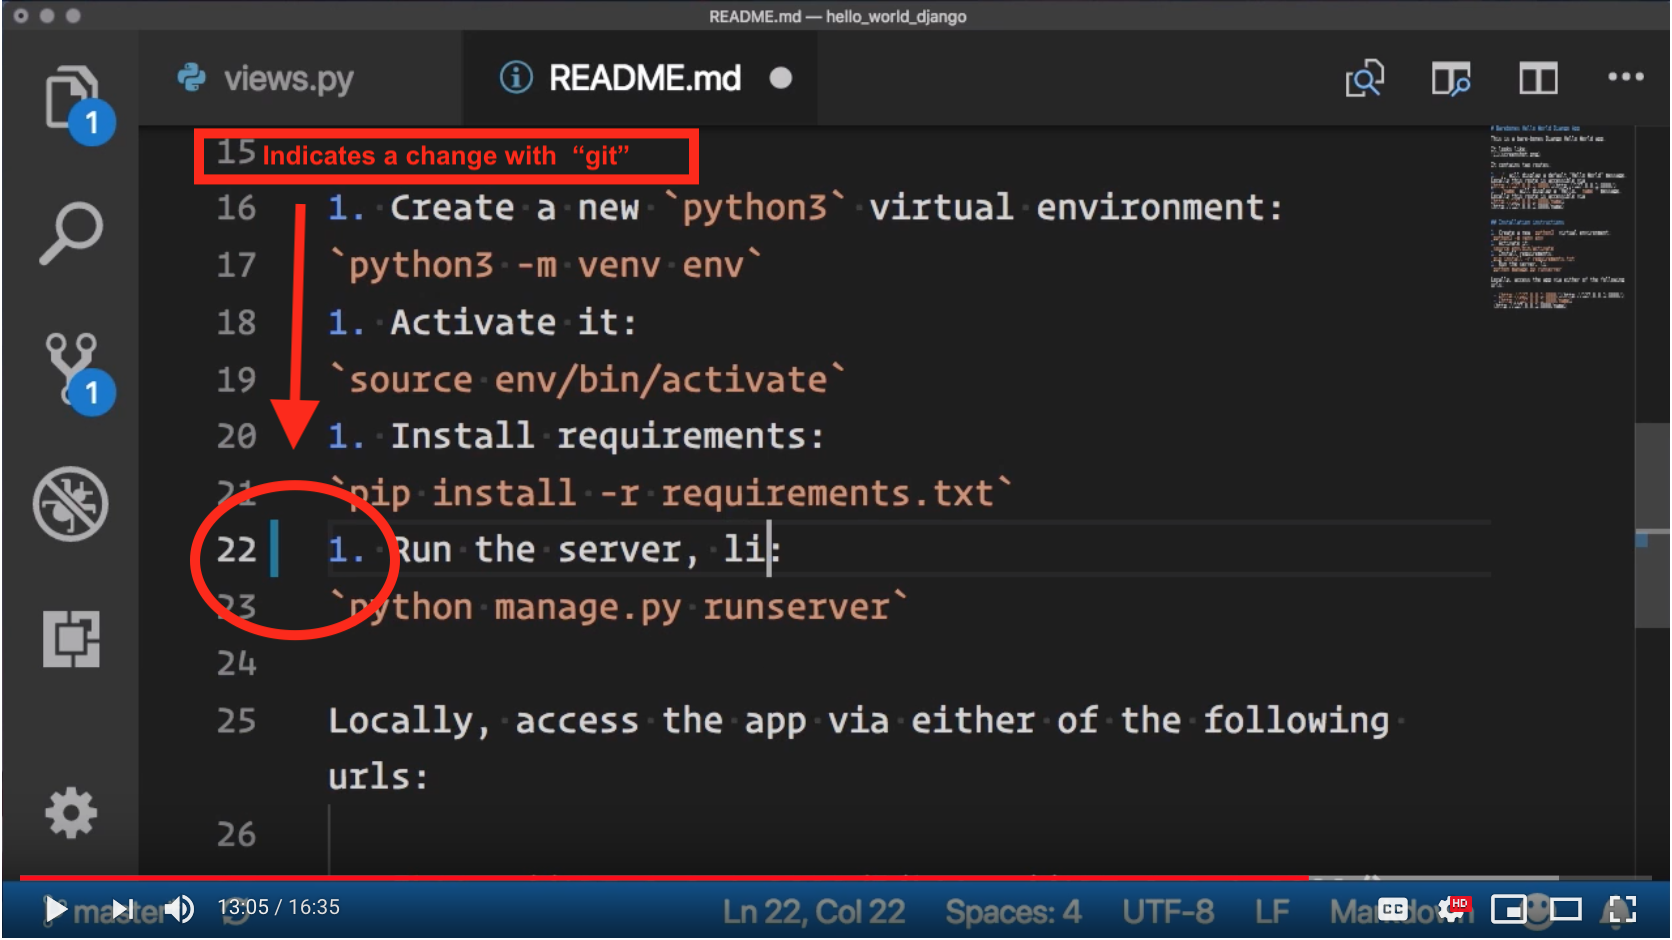 README.md — hello_world_django
views.py
README.md
1
15 Indicates a change with “git”
16 1. Create a new `python3` virtual environment:
17 `python3 -m venv env`
18 1. Activate it:
1
19 `source env/bin/activate`
20 1. Install requirements:
21 `pip install -r requirements.txt`
22 1. Run the server, li:
23 `python manage.py runserver`
24
25 Locally, access the app via either of the following
urls:
26
master
13:05 / 16:35
Ln 22, Col 22
Spaces: 4
UTF-8
LF
Markdown
CC
HD